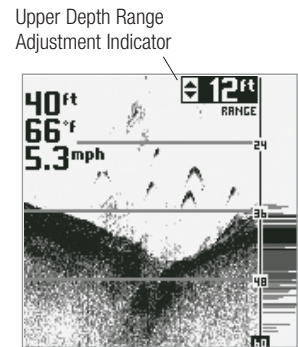 Upper Depth Range
Adjustment Indicator
40ft
12ft
RANGE
66°f
5.3mph
24
36
48
60